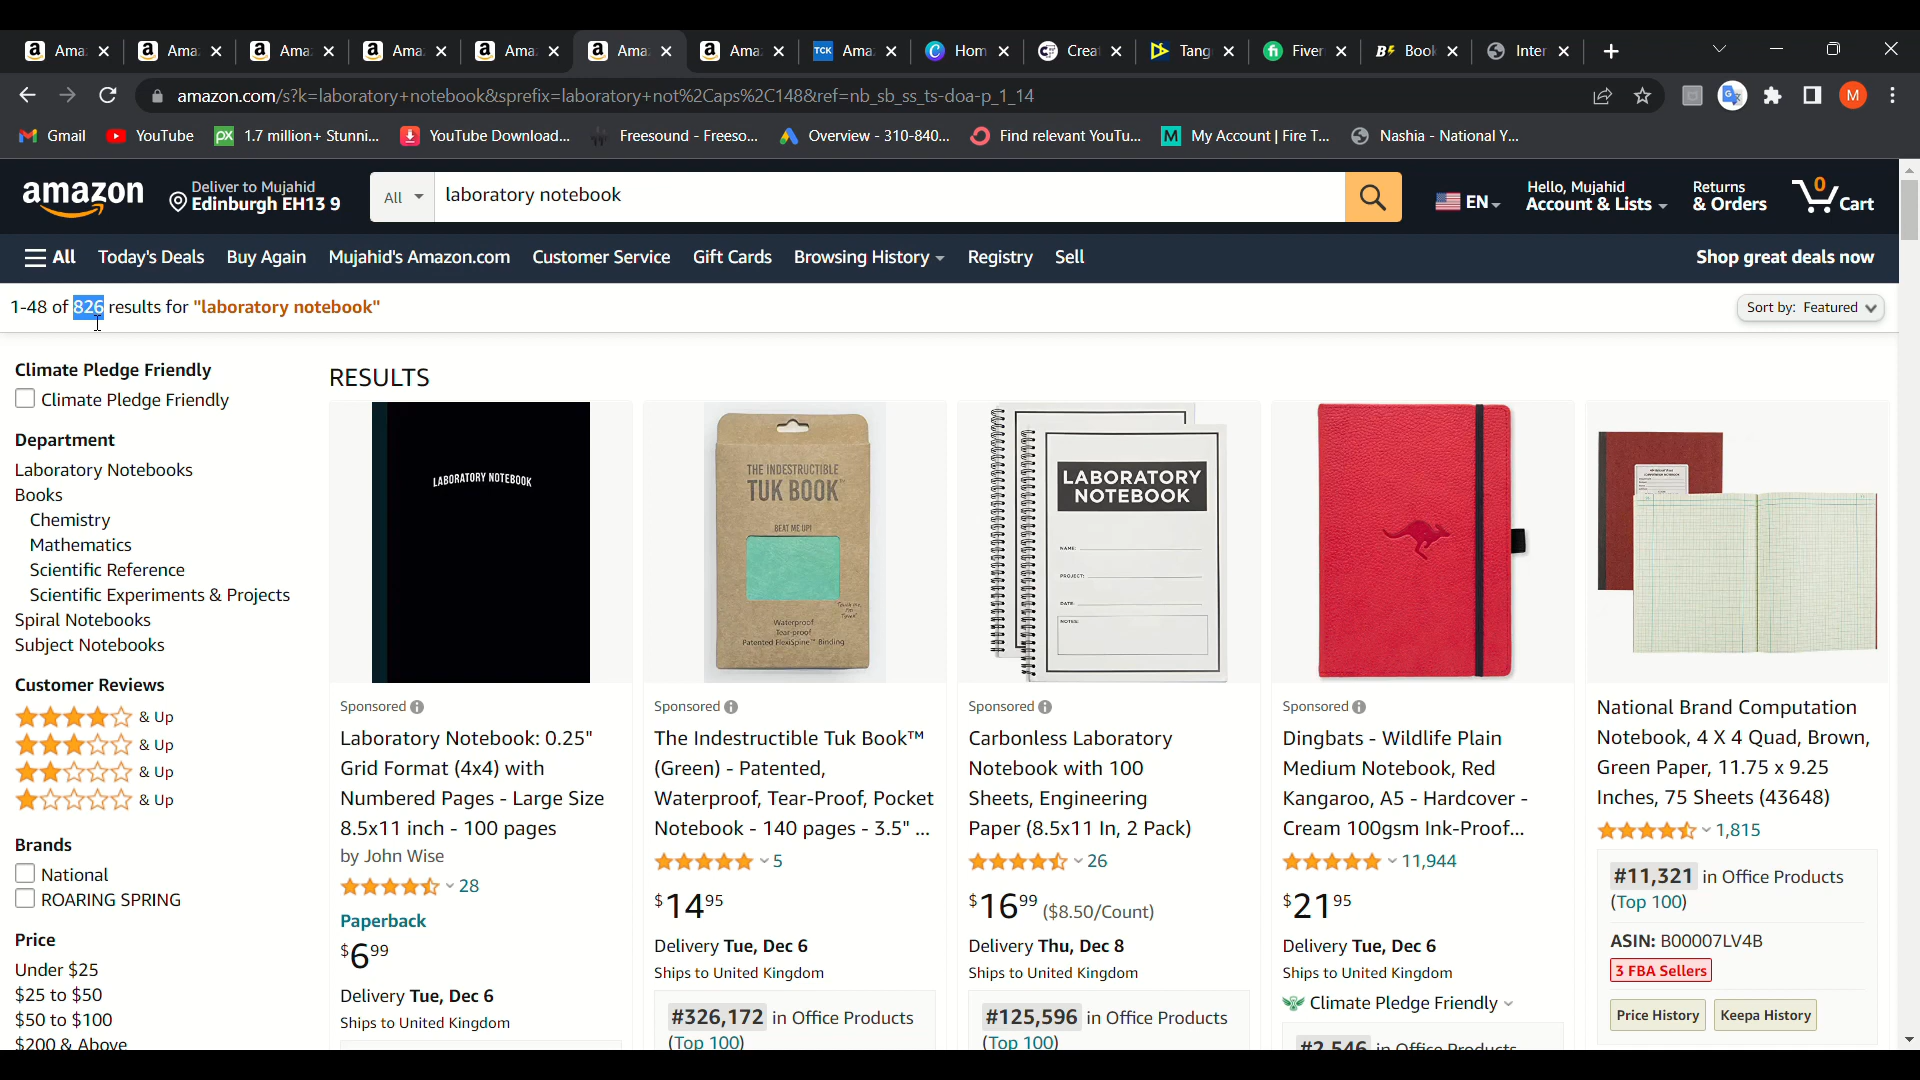 Ama
Ama
Ama
Ama
Ama
Ama
Ama
TCK Ama
Hom
Crea
Tang
Fiver
B⚡ Book
Inter
amazon.com/s?k=laboratory+notebook&sprefix=laboratory+not%2Caps%2C148&ref=nb_sb_ss_ts-doa-p_1_14
M
Gmail
YouTube
1.7 million+ Stunni...
YouTube Download...
Freesound - Freeso...
Overview - 310-840...
Find relevant YouTu...
My Account | Fire T...
Nashia - National Y...
amazon
Deliver to Mujahid
Edinburgh EH13 9
All
laboratory notebook
EN
Hello, Mujahid
Account & Lists
Returns
& Orders
0
Cart
All
Today's Deals
Buy Again
Mujahid's Amazon.com
Customer Service
Gift Cards
Browsing History
Registry
Sell
Shop great deals now
1-48 of 826 results for "laboratory notebook"
Sort by: Featured
Climate Pledge Friendly
Climate Pledge Friendly
Department
Laboratory Notebooks
Books
Chemistry
Mathematics
Scientific Reference
Scientific Experiments & Projects
Spiral Notebooks
Subject Notebooks
Customer Reviews
& Up
& Up
& Up
& Up
Brands
National
ROARING SPRING
Price
Under $25
$25 to $50
$50 to $100
$200 & Above
RESULTS
LABORATORY NOTEBOOK
Sponsored
Laboratory Notebook: 0.25"
Grid Format (4x4) with
Numbered Pages - Large Size
8.5x11 inch - 100 pages
by John Wise
28
Paperback
$6.99
Delivery Tue, Dec 6
Ships to United Kingdom
THE INDESTRUCTIBLE
TUK BOOK™
BEAT ME UP!
Waterproof
Tear-proof
Patented FlexiSpine™ Binding
Sponsored
The Indestructible Tuk Book™
(Green) - Patented,
Waterproof, Tear-Proof, Pocket
Notebook - 140 pages - 3.5" ...
5
$14.95
Delivery Tue, Dec 6
Ships to United Kingdom
#326,172 in Office Products
(Top 100)
LABORATORY
NOTEBOOK
NAME:
PROJECT:
DATE:
NOTES:
Sponsored
Carbonless Laboratory
Notebook with 100
Sheets, Engineering
Paper (8.5x11 In, 2 Pack)
26
$16.99 ($8.50/Count)
Delivery Thu, Dec 8
Ships to United Kingdom
#125,596 in Office Products
(Top 100)
Sponsored
Dingbats - Wildlife Plain
Medium Notebook, Red
Kangaroo, A5 - Hardcover -
Cream 100gsm Ink-Proof...
11,944
$21.95
Delivery Tue, Dec 6
Ships to United Kingdom
Climate Pledge Friendly
#2,546 in Office Products
National Brand Computation
Notebook, 4 X 4 Quad, Brown,
Green Paper, 11.75 x 9.25
Inches, 75 Sheets (43648)
1,815
#11,321 in Office Products
(Top 100)
ASIN: B00007LV4B
3 FBA Sellers
Price History
Keepa History